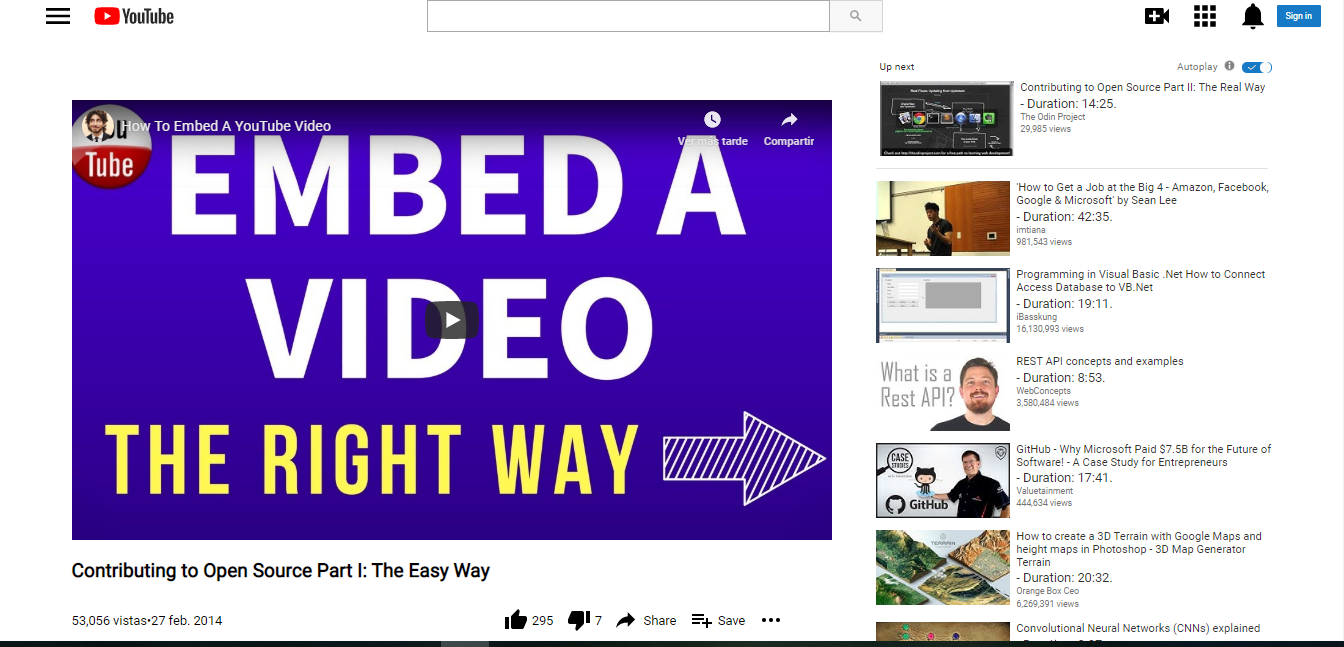 YouTube
Sign in
How To Embed A YouTube Video
Ver más tarde
Compartir
Tube
EMBED A
VIDEO
THE RIGHT WAY
Contributing to Open Source Part I: The Easy Way
53,056 vistas•27 feb. 2014
295
7
Share
Save
Up next
Autoplay
Contributing to Open Source Part II: The Real Way
- Duration: 14:25.
The Odin Project
29,985 views
'How to Get a Job at the Big 4 - Amazon, Facebook,
Google & Microsoft' by Sean Lee
- Duration: 42:35.
imtiana
981,543 views
Programming in Visual Basic .Net How to Connect
Access Database to VB.Net
- Duration: 19:11.
iBasskung
16,130,993 views
What is a
Rest API?
REST API concepts and examples
- Duration: 8:53.
WebConcepts
3,580,484 views
CASE
STUDIES
GitHub
GitHub - Why Microsoft Paid $7.5B for the Future of
Software! - A Case Study for Entrepreneurs
- Duration: 17:41.
Valuetainment
444,634 views
TERRAIN
How to create a 3D Terrain with Google Maps and
height maps in Photoshop - 3D Map Generator
Terrain
- Duration: 20:32.
Orange Box Ceo
6,269,391 views
Convolutional Neural Networks (CNNs) explained